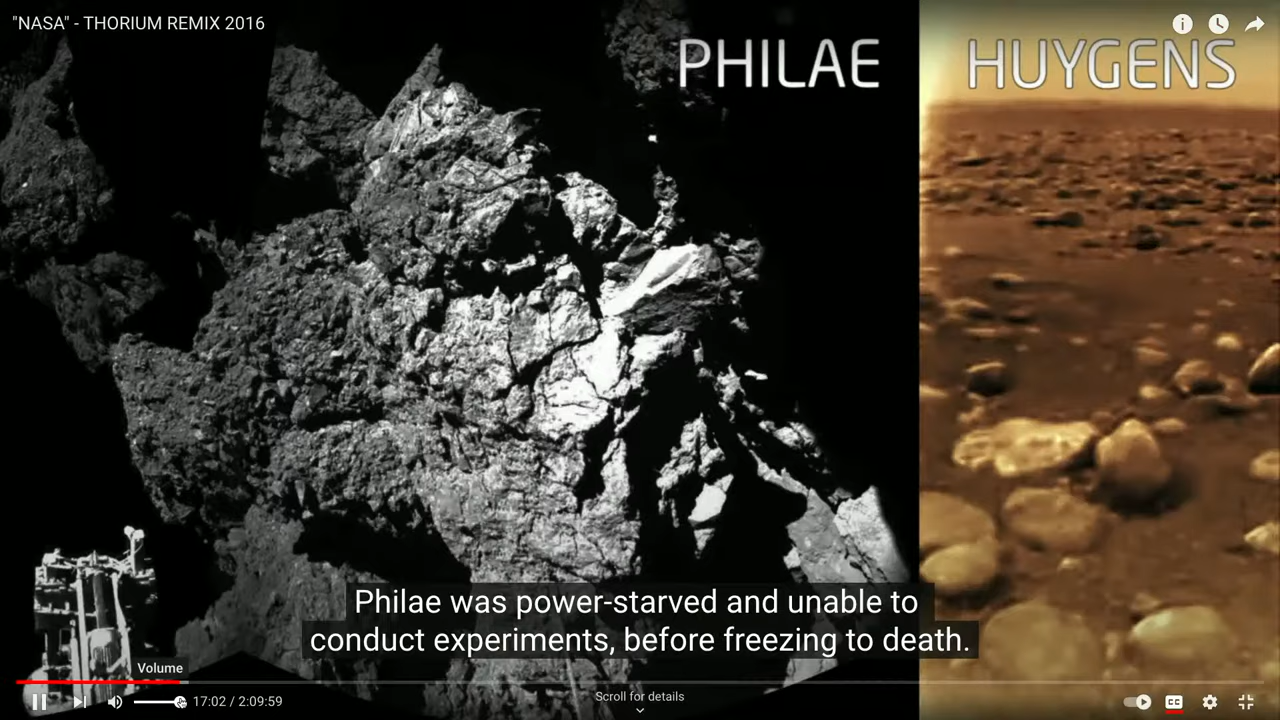 "NASA" - THORIUM REMIX 2016
PHILAE
HUYGENS
Philae was power-starved and unable to
conduct experiments, before freezing to death.
Volume
17:02 / 2:09:59
Scroll for details
CC